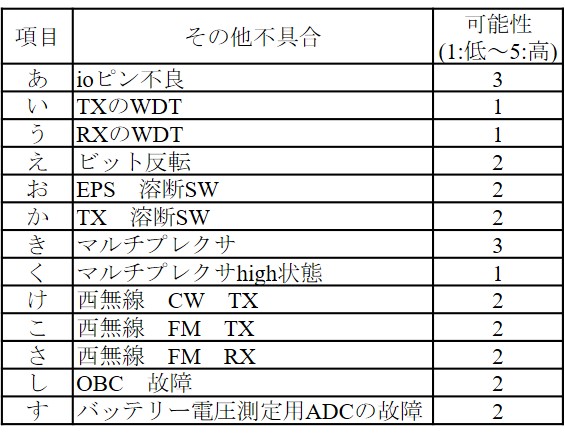 項目 その他不具合 可能性
(1:低～5:高)
あ ioピン不良 3
い TXのWDT 1
う RXのWDT 1
え ビット反転 2
お EPS　溶断SW 2
か TX　溶断SW 2
き マルチプレクサ 3
く マルチプレクサhigh状態 1
け 西無線　CW　TX 2
こ 西無線　FM　TX 2
さ 西無線　FM　RX 2
し OBC　故障 2
す バッテリー電圧測定用ADCの故障 2